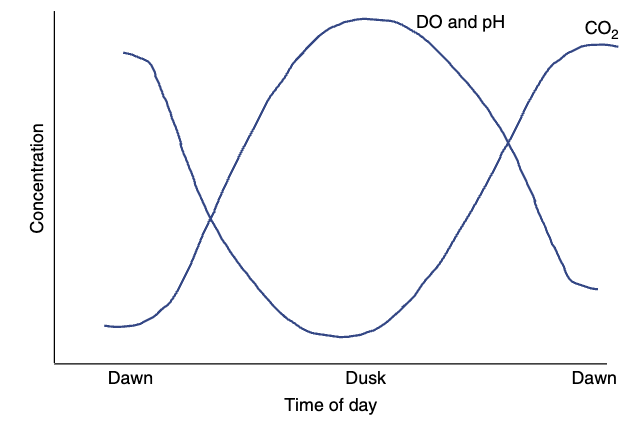 DO and pH
CO₂
Concentration
Dawn
Dusk
Dawn
Time of day